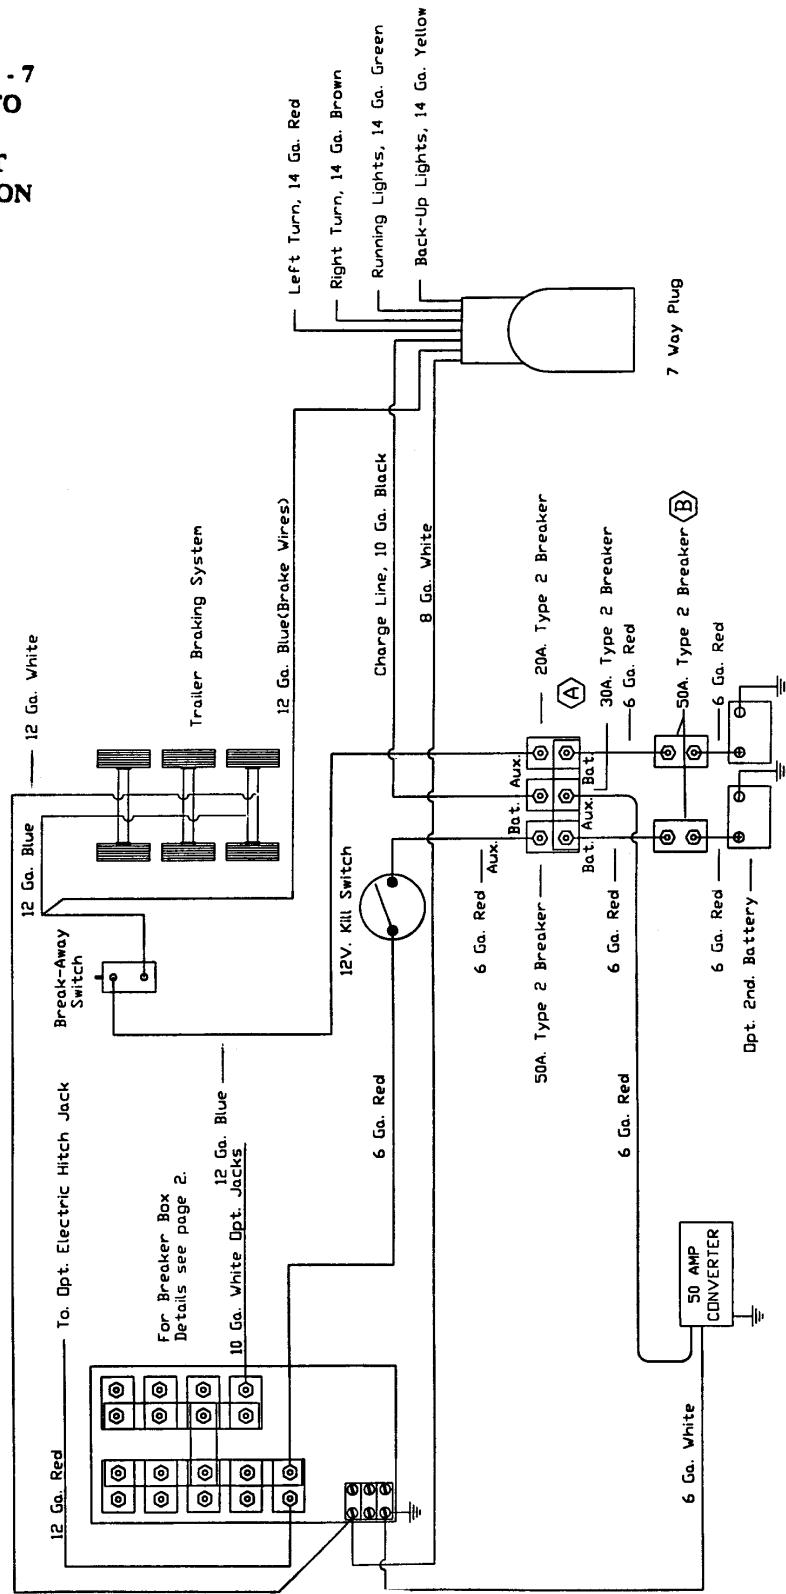 - 7
TO
T
ON
Left Turn, 14 Ga. Red
Right Turn, 14 Ga. Brown
Running Lights, 14 Ga. Green
Back-Up Lights, 14 Ga. Yellow
7 Way Plug
12 Ga. White
12 Ga. Blue
Trailer Braking System
12 Ga. Blue(Brake Wires)
Charge Line, 10 Ga. Black
8 Ga. White
Break-Away
Switch
12V. Kill Switch
20A. Type 2 Breaker
A
30A. Type 2 Breaker
6 Ga. Red
50A. Type 2 Breaker
B
6 Ga. Red
Aux.
Bat.
Aux.
Bat.
Aux.
Bat.
6 Ga. Red
50A. Type 2 Breaker
6 Ga. Red
6 Ga. Red
Opt. 2nd. Battery
To. Opt. Electric Hitch Jack
12 Ga. Red
For Breaker Box
Details see page 2.
12 Ga. Blue
10 Ga. White Opt. Jacks
6 Ga. Red
6 Ga. Red
50 AMP
CONVERTER
6 Ga. White